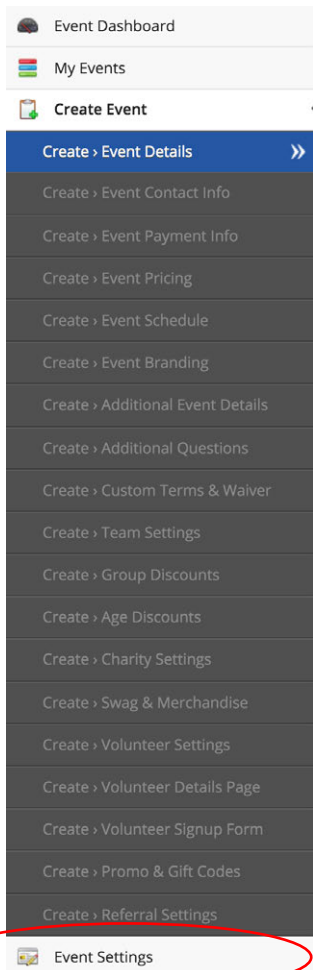 Event Dashboard
My Events
Create Event
Create › Event Details
Create › Event Contact Info
Create › Event Payment Info
Create › Event Pricing
Create › Event Schedule
Create › Event Branding
Create › Additional Event Details
Create › Additional Questions
Create › Custom Terms & Waiver
Create › Team Settings
Create › Group Discounts
Create › Age Discounts
Create › Charity Settings
Create › Swag & Merchandise
Create › Volunteer Settings
Create › Volunteer Details Page
Create › Volunteer Signup Form
Create › Promo & Gift Codes
Create › Referral Settings
Event Settings